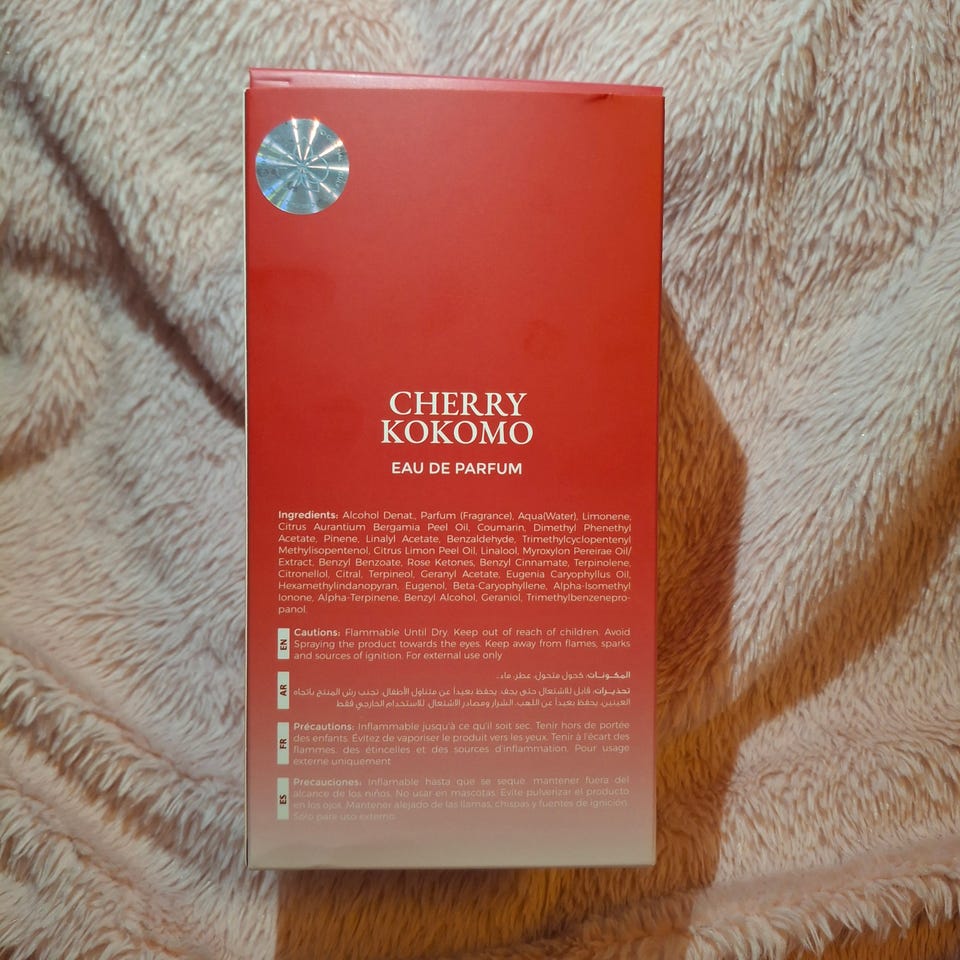 CHERRY
KOKOMO
EAU DE PARFUM
Ingredients: Alcohol Denat., Parfum (Fragrance), Aqua(Water), Limonene,
Citrus Aurantium Bergamia Peel Oil, Coumarin, Dimethyl Phenethyl
Acetate, Pinene, Linalyl Acetate, Benzaldehyde, Trimethylcyclopentenyl
Methylisopentenol, Citrus Limon Peel Oil, Linalool, Myroxylon Pereirae Oil/
Extract, Benzyl Benzoate, Rose Ketones, Benzyl Cinnamate, Terpinolene,
Citronellol, Citral, Terpineol, Geranyl Acetate, Eugenia Caryophyllus Oil,
Hexamethylindanopyran, Eugenol, Beta-Caryophyllene, Alpha-Isomethyl
Ionone, Alpha-Terpinene, Benzyl Alcohol, Geraniol, Trimethylbenzenepro-
panol.
EN
Cautions: Flammable Until Dry. Keep out of reach of children. Avoid
Spraying the product towards the eyes. Keep away from flames, sparks
and sources of ignition. For external use only
AR
المكونات: كحول متحول، عطر، ماء..
تحذيرات: قابل للاشتعال حتى يجف. يحفظ بعيداً عن متناول الأطفال. تجنب رش المنتج باتجاه
العينين. يحفظ بعيداً عن اللهب، الشرار ومصادر الاشتعال. للاستخدام الخارجي فقط
FR
Précautions: Inflammable jusqu'à ce qu'il soit sec. Tenir hors de portée
des enfants. Évitez de vaporiser le produit vers les yeux. Tenir à l'écart des
flammes, des étincelles et des sources d'inflammation. Pour usage
externe uniquement
ES
Precauciones: Inflamable hasta que se seque. mantener fuera del
alcance de los niños. No usar en mascotas. Evite pulverizar el producto
en los ojos. Mantener alejado de las llamas, chispas y fuentes de ignición.
Sólo para uso externo